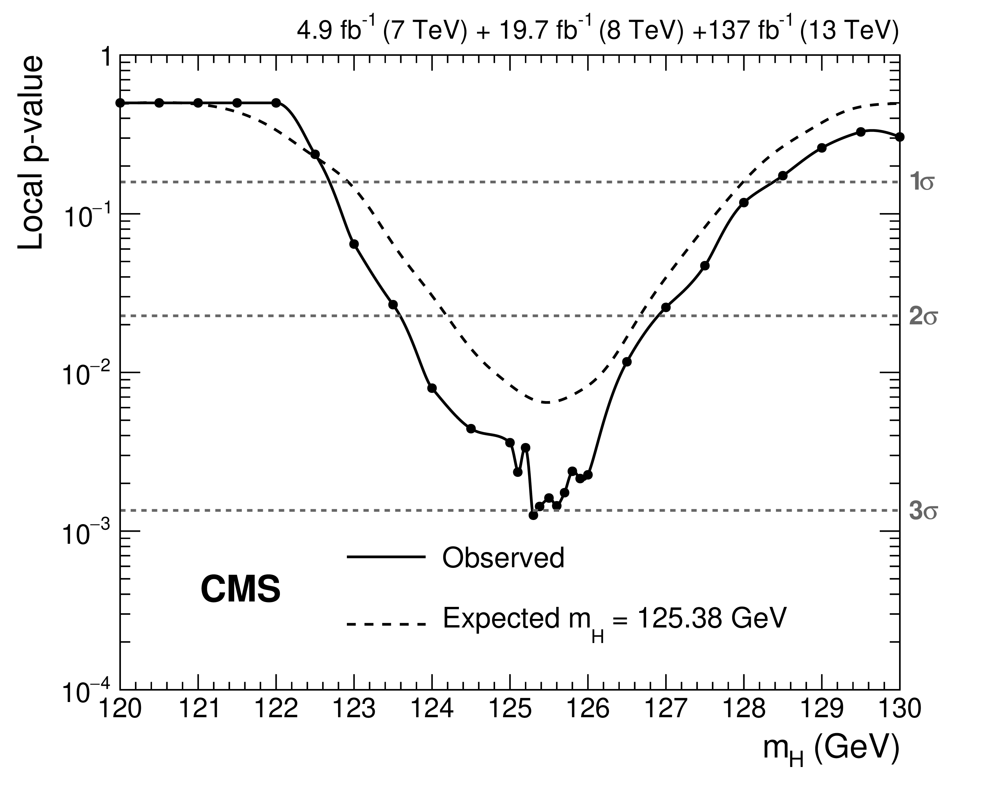 4.9 fb⁻¹ (7 TeV) + 19.7 fb⁻¹ (8 TeV) +137 fb⁻¹ (13 TeV)
Local p-value
1
10⁻¹
10⁻²
10⁻³
10⁻⁴
1σ
2σ
3σ
Observed
CMS
Expected m_H = 125.38 GeV
120 121 122 123 124 125 126 127 128 129 130
m_H (GeV)